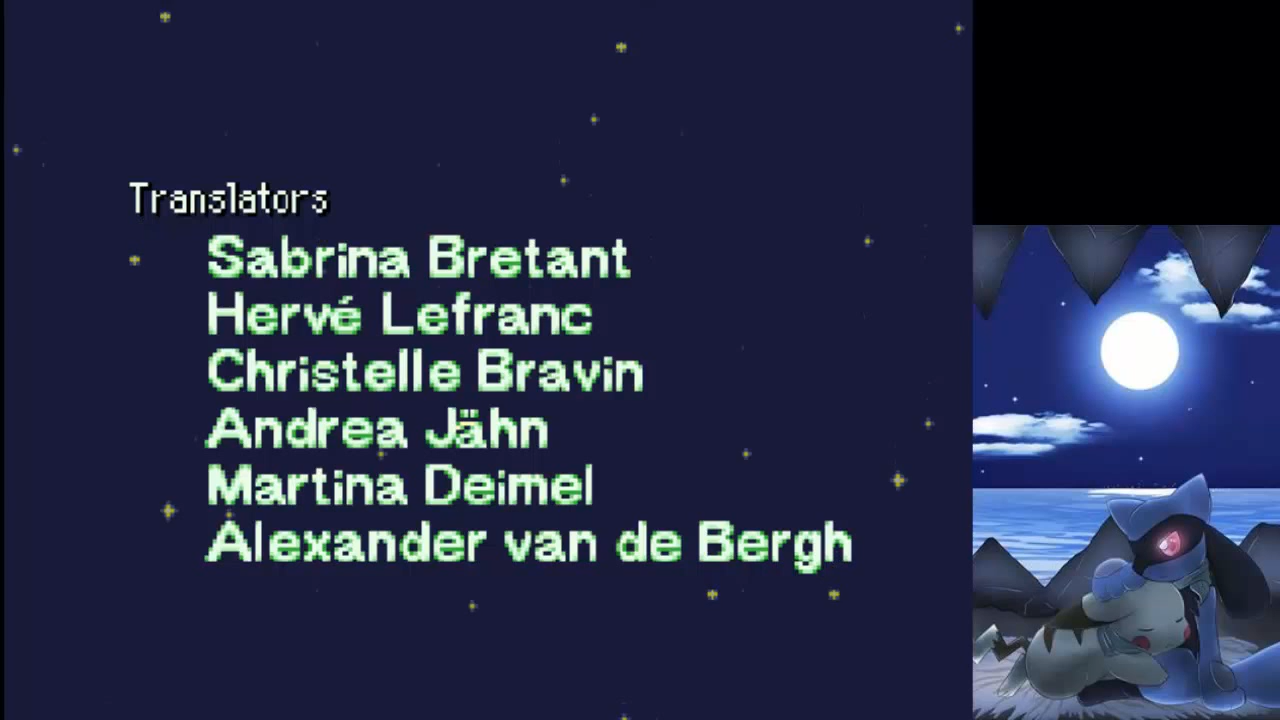 Translators
Sabrina Bretant
Hervé Lefranc
Christelle Bravin
Andrea Jähn
Martina Deimel
Alexander van de Bergh